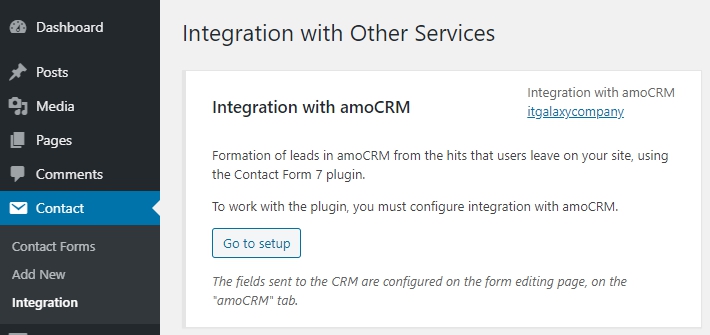 Dashboard
Posts
Media
Pages
Comments
Contact
Contact Forms
Add New
Integration
Integration with Other Services
Integration with amoCRM
Integration with amoCRM
itgalaxycompany
Formation of leads in amoCRM from the hits that users leave on your site, using
the Contact Form 7 plugin.
To work with the plugin, you must configure integration with amoCRM.
Go to setup
The fields sent to the CRM are configured on the form editing page, on the
"amoCRM" tab.